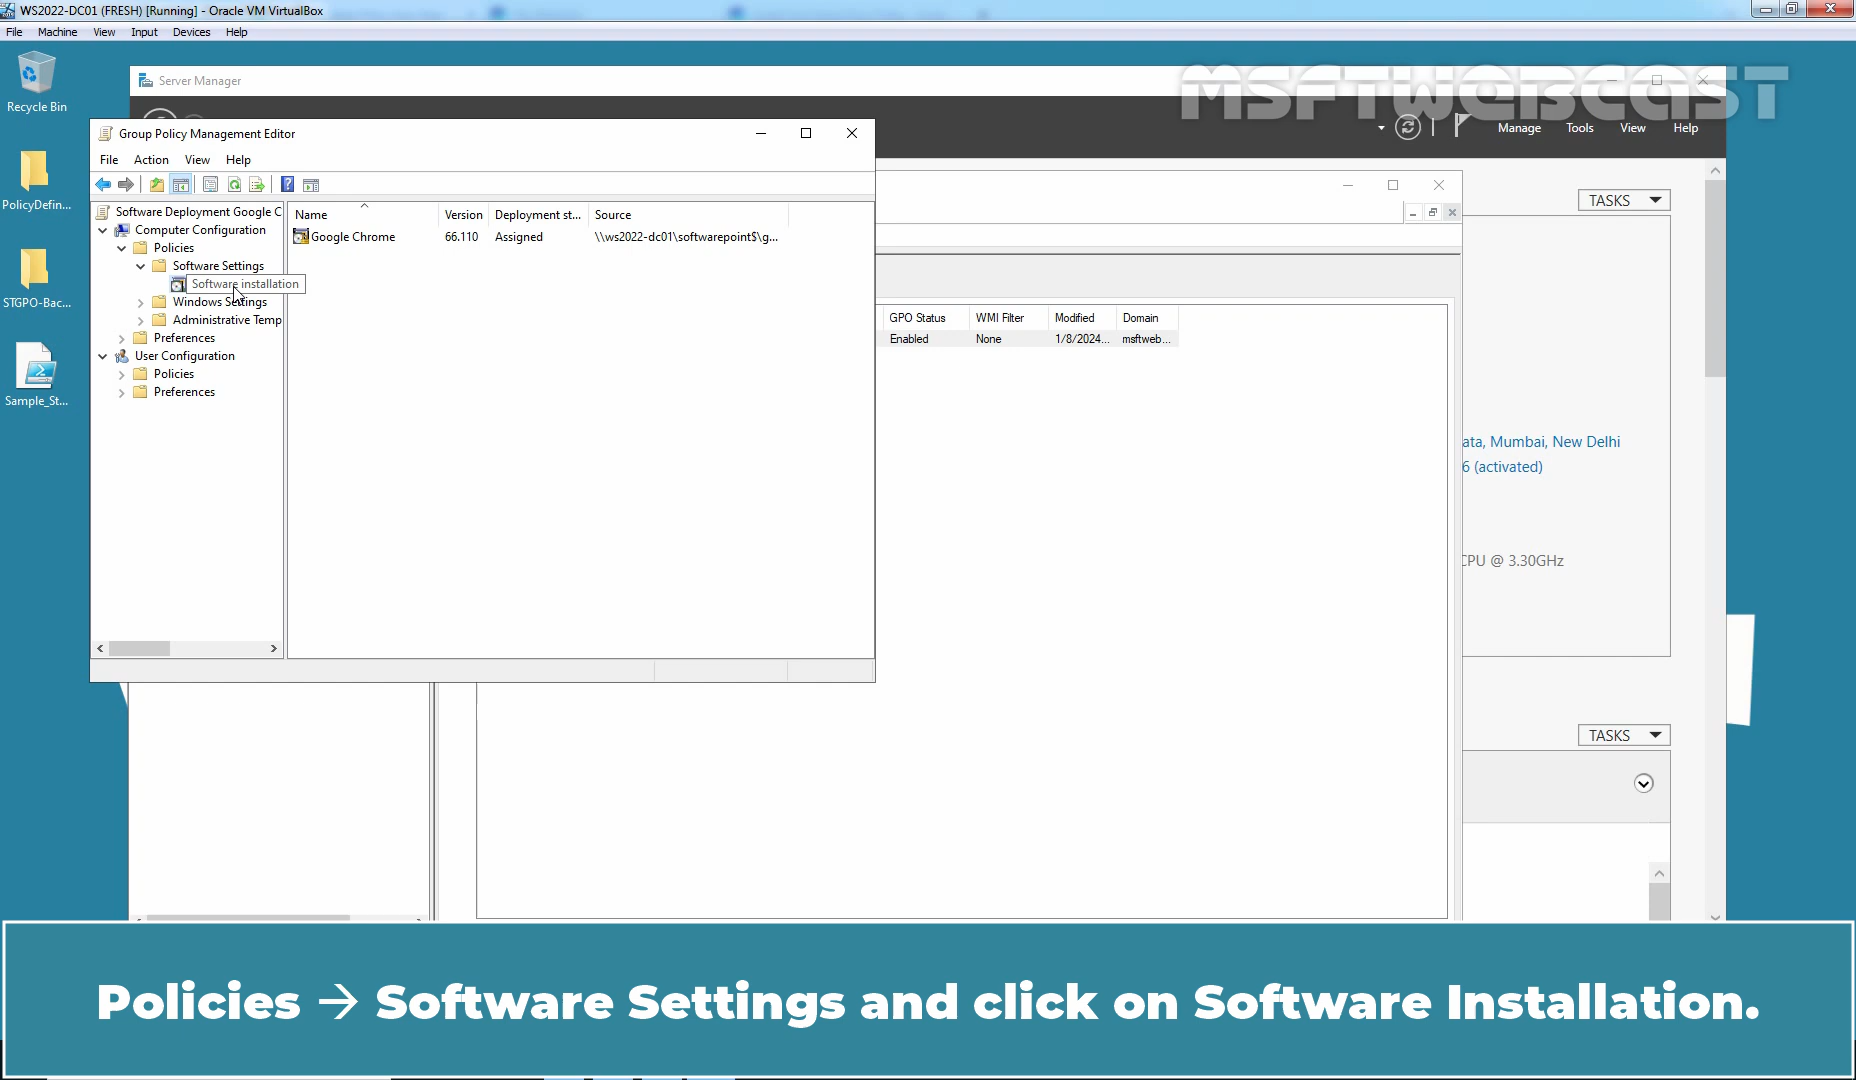 WS2022-DC01 (FRESH) [Running] - Oracle VM VirtualBox
File Machine View Input Devices Help
Recycle Bin
PolicyDefin...
STGPO-Bac...
Sample_St...
Server Manager
MSFTWEBCAST
Manage Tools View Help
TASKS
Group Policy Management Editor
File Action View Help
Software Deployment Google C
Computer Configuration
Policies
Software Settings
Software installation
Windows Settings
Administrative Temp
Preferences
User Configuration
Policies
Preferences
Name Version Deployment st... Source
Google Chrome 66.110 Assigned \\ws2022-dc01\softwarepoint$\g...
GPO Status WMI Filter Modified Domain
Enabled None 1/8/2024... msftweb...
ata, Mumbai, New Delhi
6 (activated)
CPU @ 3.30GHz
TASKS
Policies → Software Settings and click on Software Installation.